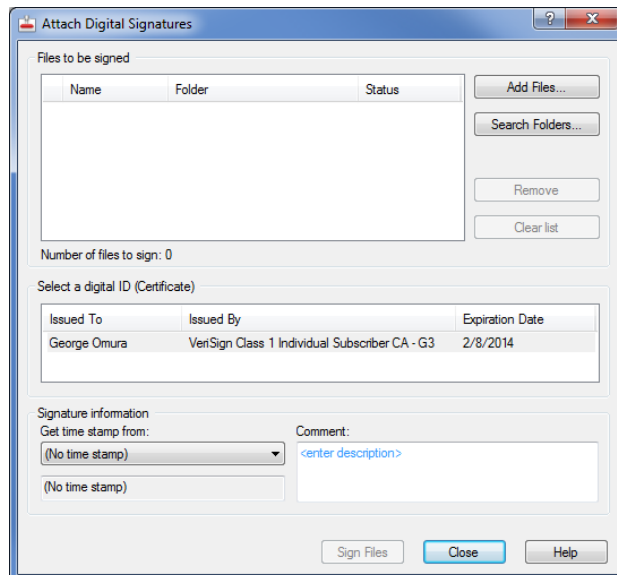 Attach Digital Signatures
Files to be signed
Name Folder Status
Add Files...
Search Folders...
Remove
Clear list
Number of files to sign: 0
Select a digital ID (Certificate)
Issued To Issued By Expiration Date
George Omura VeriSign Class 1 Individual Subscriber CA - G3 2/8/2014
Signature information
Get time stamp from:
(No time stamp)
(No time stamp)
Comment:
<enter description>
Sign Files Close Help